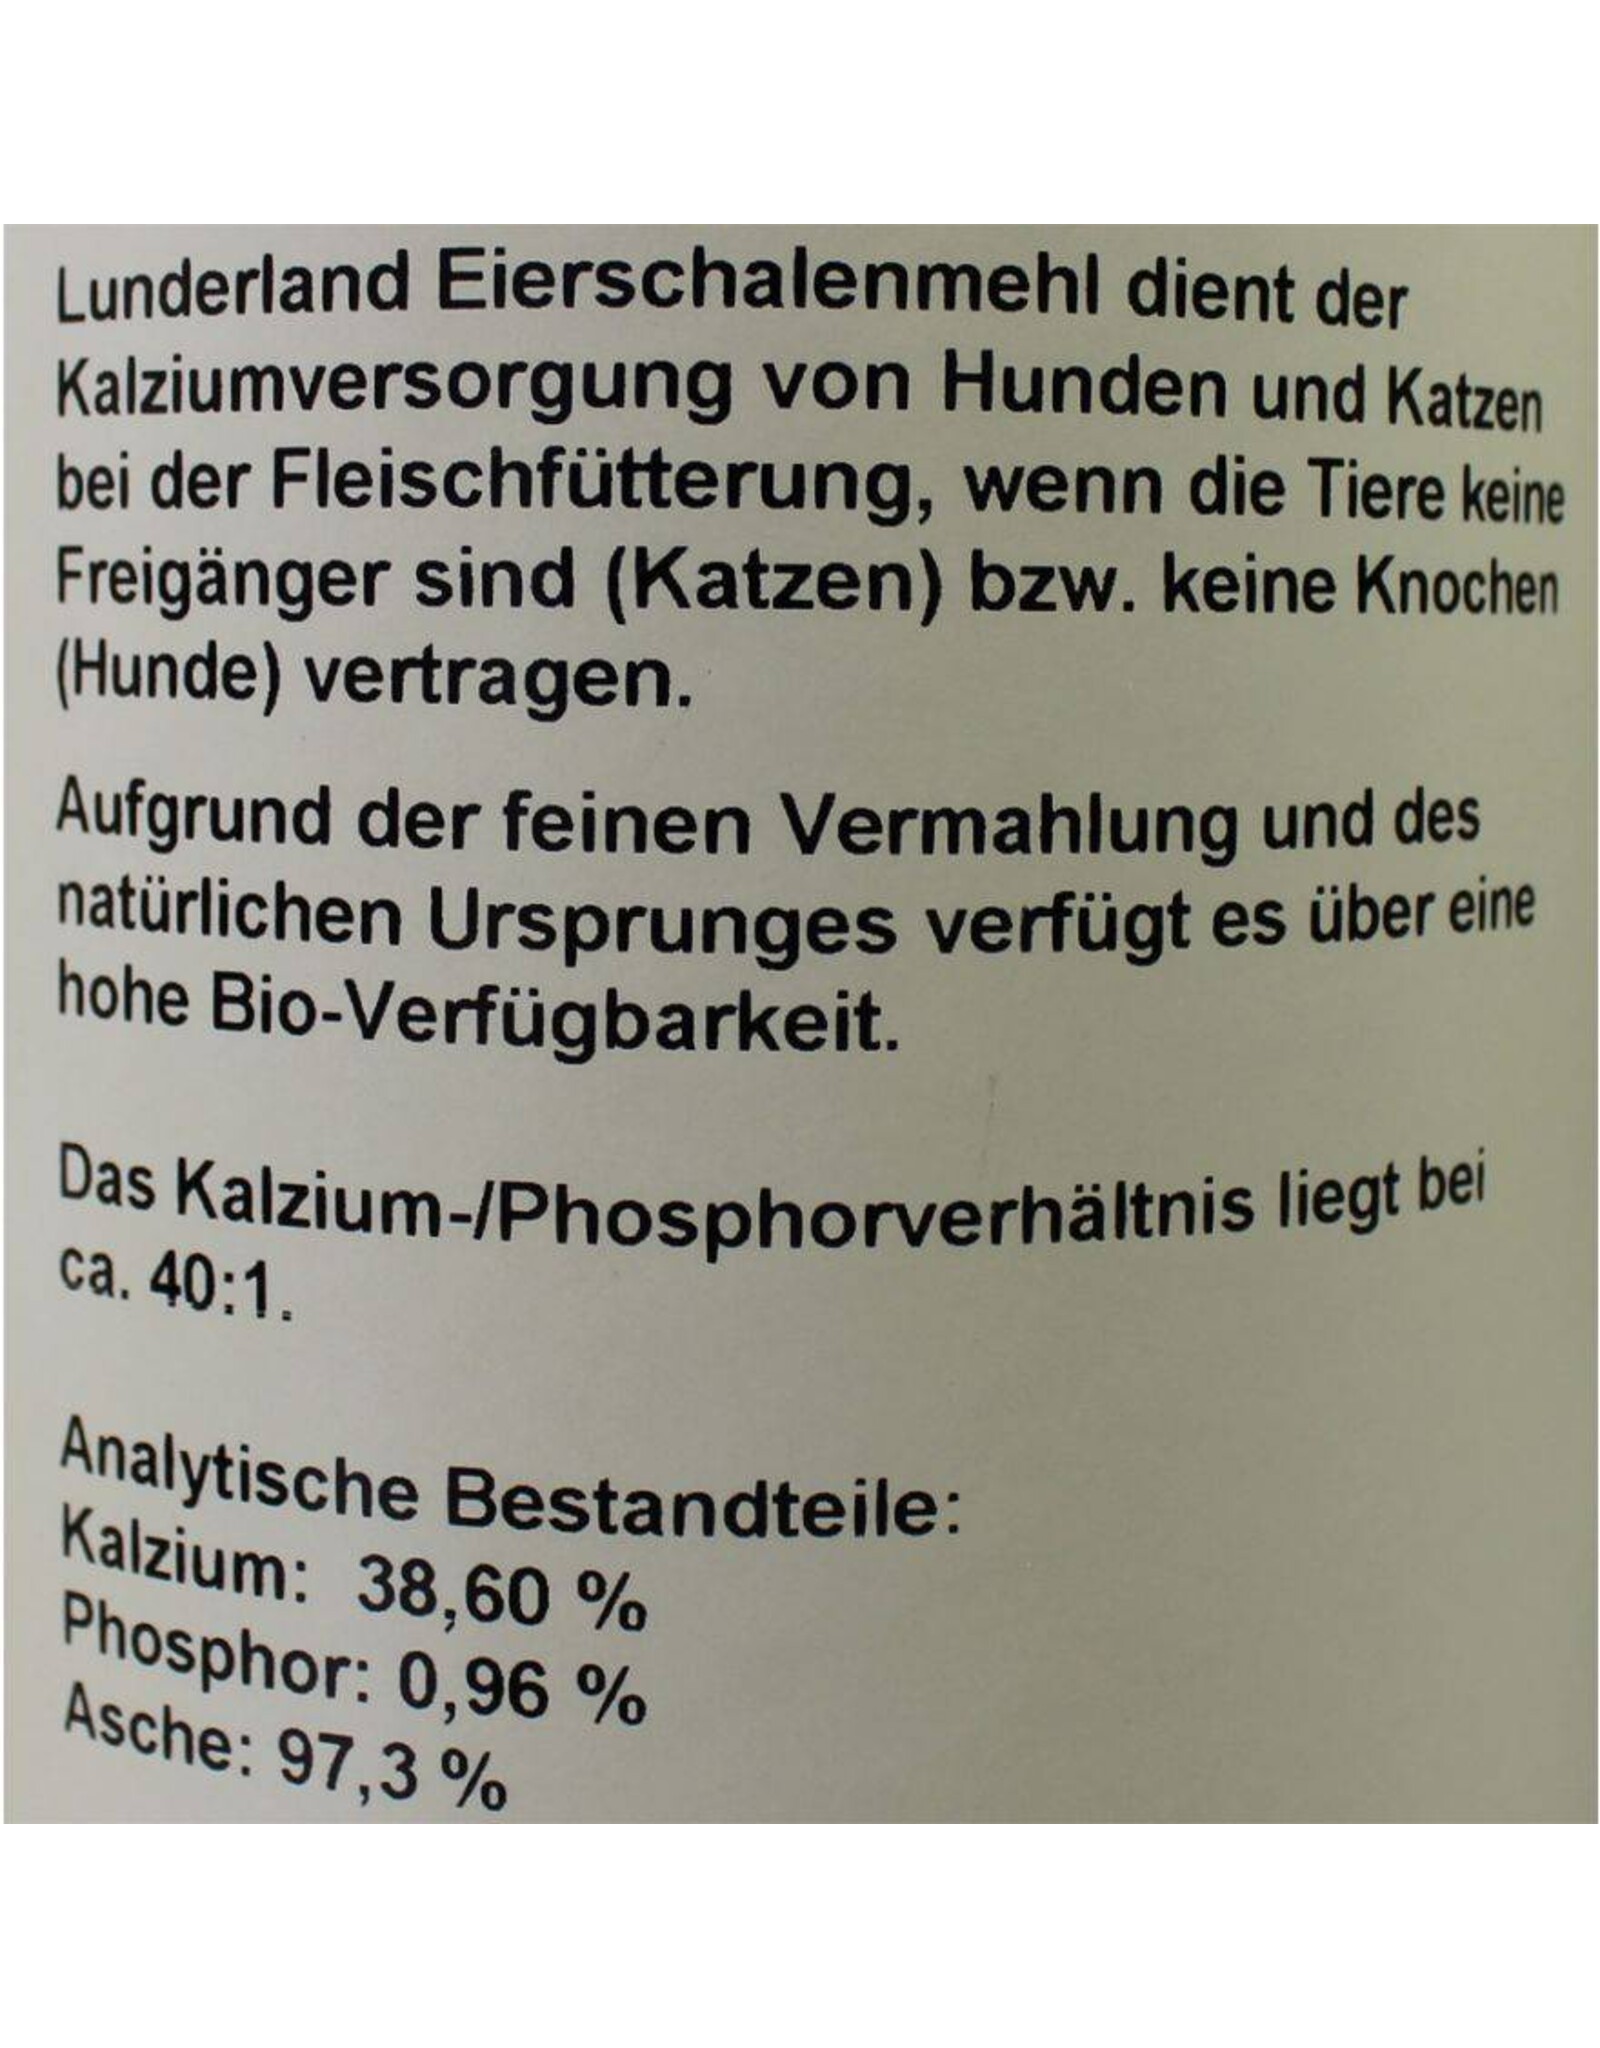 Lunderland Eierschalenmehl dient der
Kalziumversorgung von Hunden und Katzen
bei der Fleischfütterung, wenn die Tiere keine
Freigänger sind (Katzen) bzw. keine Knochen
(Hunde) vertragen.
Aufgrund der feinen Vermahlung und des
natürlichen Ursprunges verfügt es über eine
hohe Bio-Verfügbarkeit.
Das Kalzium-/Phosphorverhältnis liegt bei
ca. 40:1.
Analytische Bestandteile:
Kalzium: 38,60 %
Phosphor: 0,96 %
Asche: 97,3 %